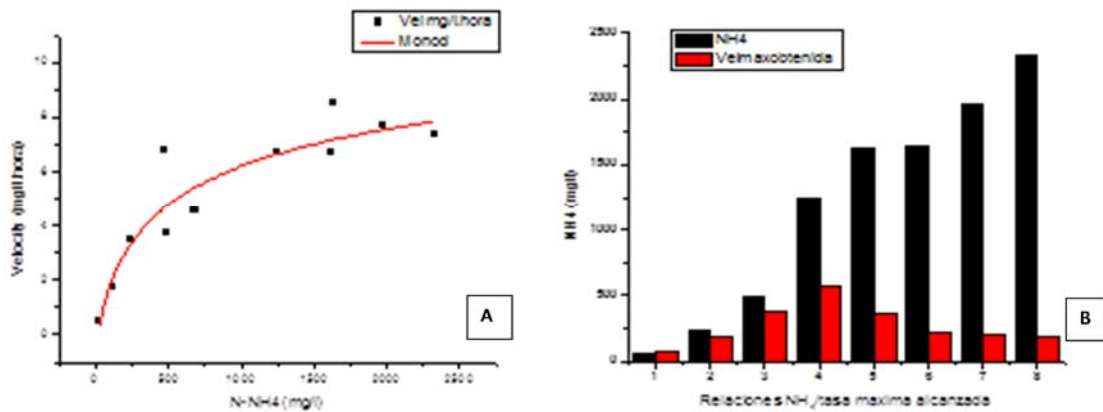 Vel mg/l.hora
Monod
Velocity (mg/l.hora)
10
8
6
4
2
0
0
500
1000
1500
2000
2500
N-NH4 (mg/l)
A
NH4
Velmaxobtenida
NH4 (mg/l)
2500
2000
1500
1000
500
0
1
2
3
4
5
6
7
8
Relaciones NH₄/tasa maxima alcanzada
B